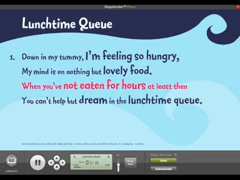 Lunchtime Queue
1. Down in my tummy, I'm feeling so hungry,
My mind is on nothing but lovely food.
When you've not eaten for hours at least then
You can't help but dream in the lunchtime queue.